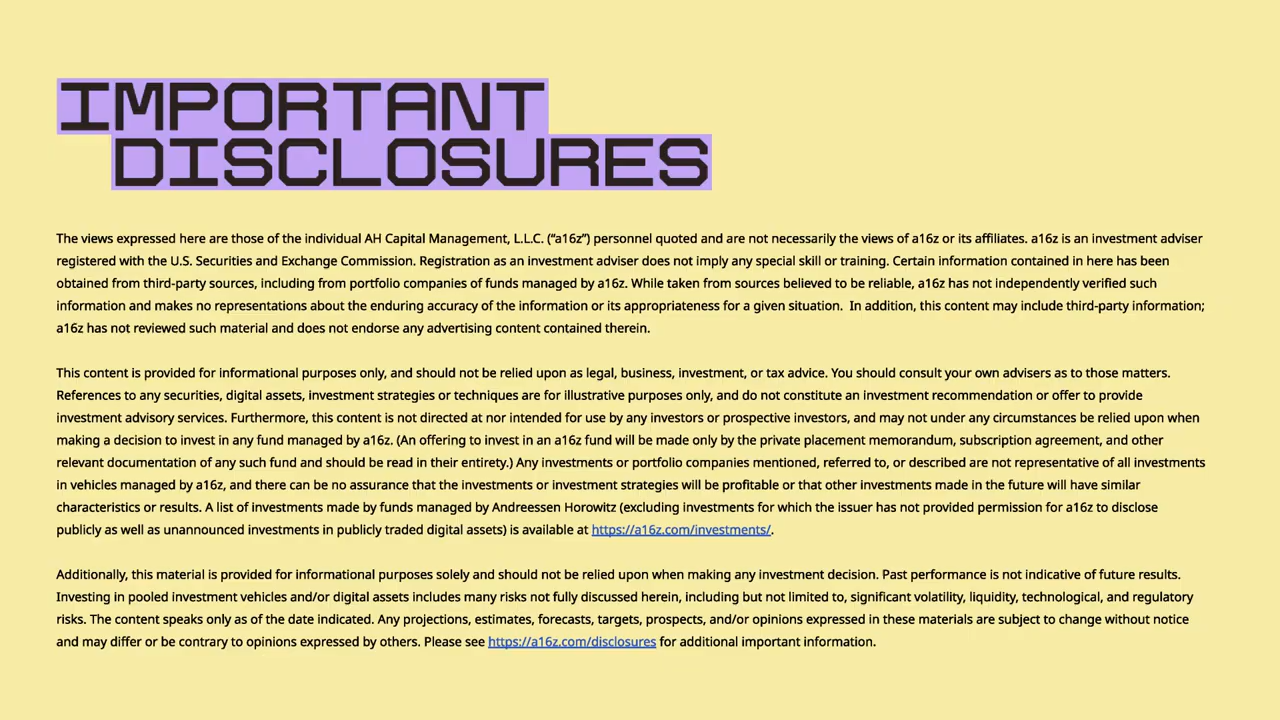 IMPORTANT
DISCLOSURES
The views expressed here are those of the individual AH Capital Management, L.L.C. (“a16z”) personnel quoted and are not necessarily the views of a16z or its affiliates. a16z is an investment adviser
registered with the U.S. Securities and Exchange Commission. Registration as an investment adviser does not imply any special skill or training. Certain information contained in here has been
obtained from third-party sources, including from portfolio companies of funds managed by a16z. While taken from sources believed to be reliable, a16z has not independently verified such
information and makes no representations about the enduring accuracy of the information or its appropriateness for a given situation.  In addition, this content may include third-party information;
a16z has not reviewed such material and does not endorse any advertising content contained therein.
This content is provided for informational purposes only, and should not be relied upon as legal, business, investment, or tax advice. You should consult your own advisers as to those matters.
References to any securities, digital assets, investment strategies or techniques are for illustrative purposes only, and do not constitute an investment recommendation or offer to provide
investment advisory services. Furthermore, this content is not directed at nor intended for use by any investors or prospective investors, and may not under any circumstances be relied upon when
making a decision to invest in any fund managed by a16z. (An offering to invest in an a16z fund will be made only by the private placement memorandum, subscription agreement, and other
relevant documentation of any such fund and should be read in their entirety.) Any investments or portfolio companies mentioned, referred to, or described are not representative of all investments
in vehicles managed by a16z, and there can be no assurance that the investments or investment strategies will be profitable or that other investments made in the future will have similar
characteristics or results. A list of investments made by funds managed by Andreessen Horowitz (excluding investments for which the issuer has not provided permission for a16z to disclose
publicly as well as unannounced investments in publicly traded digital assets) is available at https://a16z.com/investments/.
Additionally, this material is provided for informational purposes solely and should not be relied upon when making any investment decision. Past performance is not indicative of future results.
Investing in pooled investment vehicles and/or digital assets includes many risks not fully discussed herein, including but not limited to, significant volatility, liquidity, technological, and regulatory
risks. The content speaks only as of the date indicated. Any projections, estimates, forecasts, targets, prospects, and/or opinions expressed in these materials are subject to change without notice
and may differ or be contrary to opinions expressed by others. Please see https://a16z.com/disclosures for additional important information.